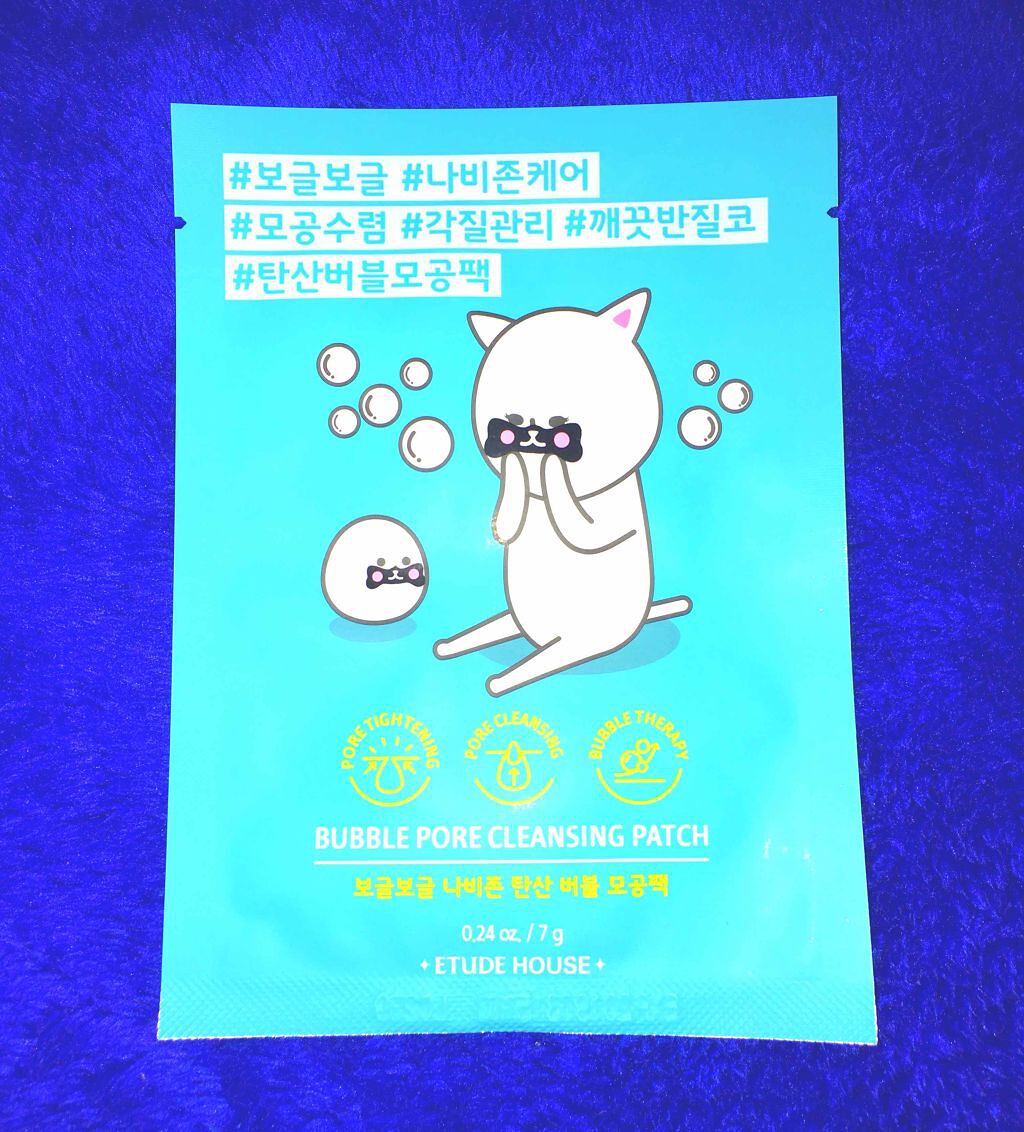 #보글보글 #나비존케어
#모공수렴 #각질관리 #깨끗반질코
#탄산버블모공팩
PORE TIGHTENING
PORE CLEANSING
BUBBLE THERAPY
BUBBLE PORE CLEANSING PATCH
보글보글 나비존 탄산 버블 모공팩
0.24 oz. / 7 g
ETUDE HOUSE